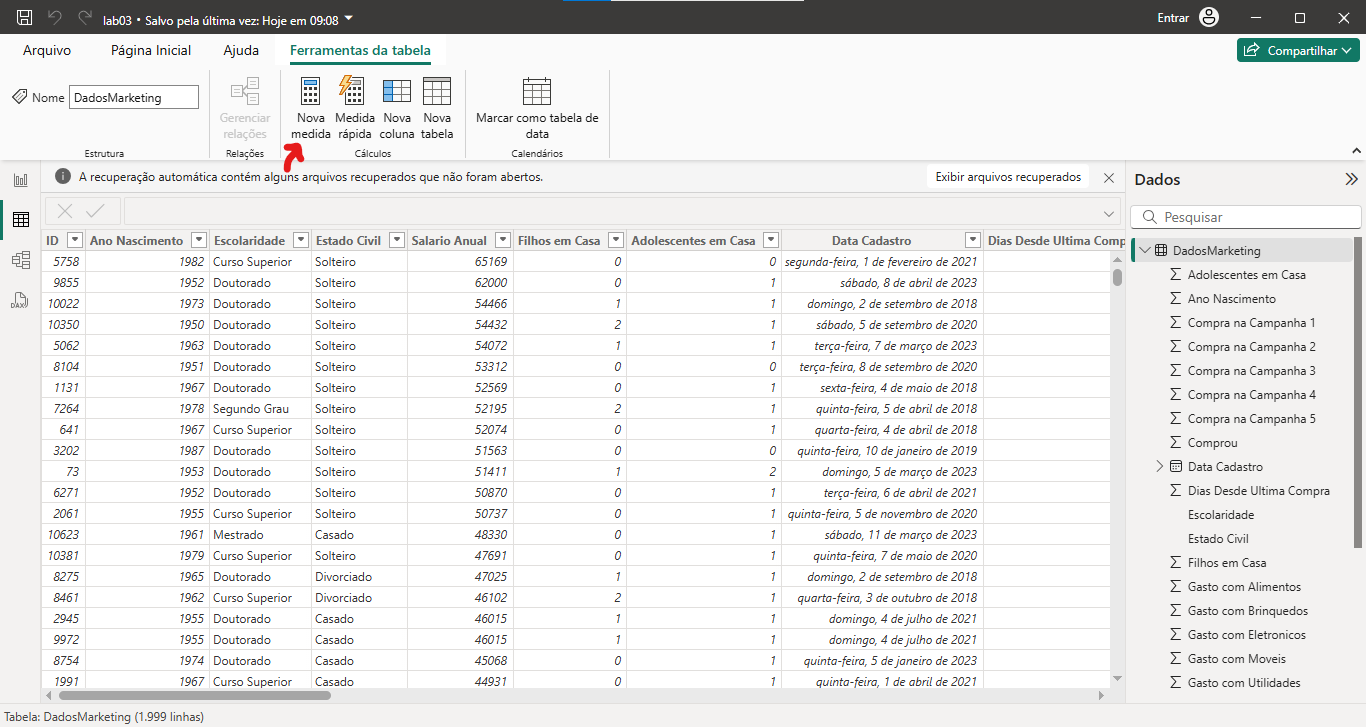 lab03 • Salvo pela última vez: Hoje em 09:08
Entrar
Arquivo Página Inicial Ajuda Ferramentas da tabela
Compartilhar
Nome DadosMarketing
Gerenciar relações
Nova medida
Medida rápida
Nova coluna
Nova tabela
Marcar como tabela de data
Estrutura Relações Cálculos Calendários
A recuperação automática contém alguns arquivos recuperados que não foram abertos. Exibir arquivos recuperados
ID Ano Nascimento Escolaridade Estado Civil Salario Anual Filhos em Casa Adolescentes em Casa Data Cadastro Dias Desde Ultima Comp
5758 1982 Curso Superior Solteiro 65169 0 0 segunda-feira, 1 de fevereiro de 2021
9855 1952 Doutorado Solteiro 62000 0 1 sábado, 8 de abril de 2023
10022 1973 Doutorado Solteiro 54466 1 1 domingo, 2 de setembro de 2018
10350 1950 Doutorado Solteiro 54432 2 1 sábado, 5 de setembro de 2020
5062 1963 Doutorado Solteiro 54072 1 1 terça-feira, 7 de março de 2023
8104 1951 Doutorado Solteiro 53312 0 0 terça-feira, 8 de setembro de 2020
1131 1967 Doutorado Solteiro 52569 0 1 sexta-feira, 4 de maio de 2018
7264 1978 Segundo Grau Solteiro 52195 2 1 quinta-feira, 5 de abril de 2018
641 1967 Curso Superior Solteiro 52074 0 1 quarta-feira, 4 de abril de 2018
3202 1987 Doutorado Solteiro 51563 0 0 quinta-feira, 10 de janeiro de 2019
73 1953 Doutorado Solteiro 51411 1 2 domingo, 5 de março de 2023
6271 1952 Doutorado Solteiro 50870 0 1 terça-feira, 6 de abril de 2021
2061 1955 Curso Superior Solteiro 50737 0 1 quinta-feira, 5 de novembro de 2020
10623 1961 Mestrado Casado 48330 0 1 sábado, 11 de março de 2023
10381 1979 Curso Superior Solteiro 47691 0 1 quinta-feira, 7 de maio de 2020
8275 1965 Doutorado Divorciado 47025 1 1 domingo, 2 de setembro de 2018
8461 1962 Curso Superior Divorciado 46102 2 1 quarta-feira, 3 de outubro de 2018
2945 1955 Doutorado Casado 46015 1 1 domingo, 4 de julho de 2021
9972 1955 Doutorado Casado 46015 1 1 domingo, 4 de julho de 2021
8754 1974 Doutorado Casado 45068 0 1 quinta-feira, 5 de janeiro de 2023
1991 1967 Curso Superior Casado 44931 0 1 quinta-feira, 1 de abril de 2021
Dados
Pesquisar
DadosMarketing
Adolescentes em Casa
Ano Nascimento
Compra na Campanha 1
Compra na Campanha 2
Compra na Campanha 3
Compra na Campanha 4
Compra na Campanha 5
Comprou
Data Cadastro
Dias Desde Ultima Compra
Escolaridade
Estado Civil
Filhos em Casa
Gasto com Alimentos
Gasto com Brinquedos
Gasto com Eletronicos
Gasto com Moveis
Gasto com Utilidades
DAX
Tabela: DadosMarketing (1.999 linhas)